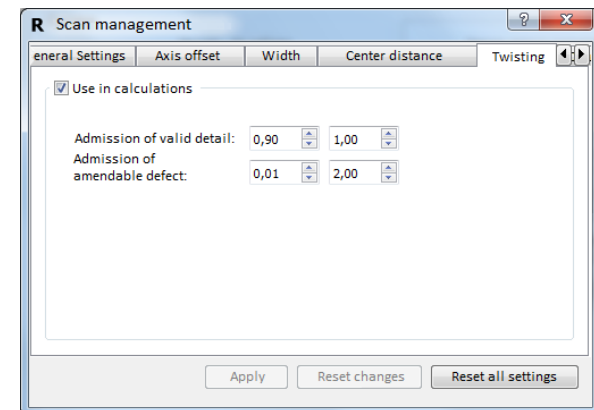 R Scan management ?
eneral Settings Axis offset Width Center distance Twisting
Use in calculations
Admission of valid detail: 0,90 1,00
Admission of
amendable defect: 0,01 2,00
Apply Reset changes Reset all settings